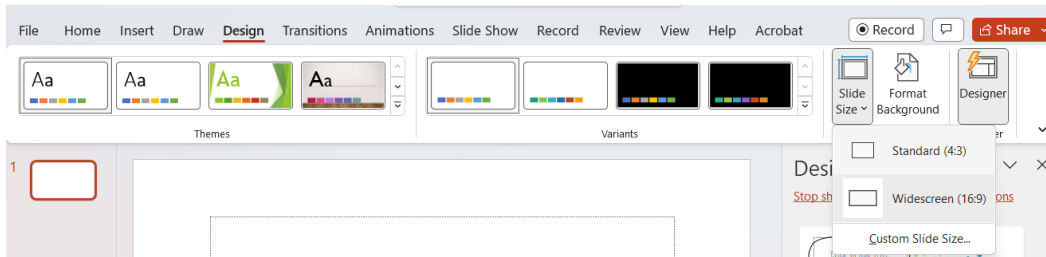 File Home Insert Draw Design Transitions Animations Slide Show Record Review View Help Acrobat Record Share
Aa Aa Aa Aa
Slide Size
Format Background
Designer
Themes
Variants
er
Standard (4:3)
Widescreen (16:9)
Custom Slide Size...
1
Desi
Stop sh
ons